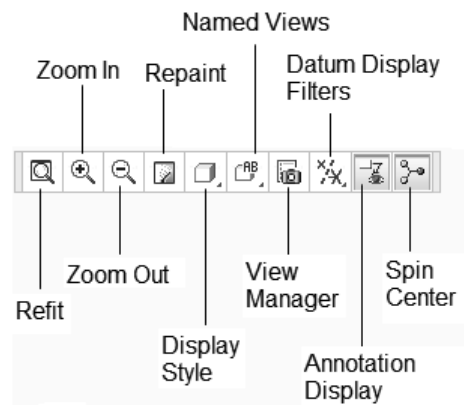 Named Views
Zoom In
Repaint
Datum Display
Filters
AB
Zoom Out
View
Manager
Spin
Center
Refit
Display
Style
Annotation
Display